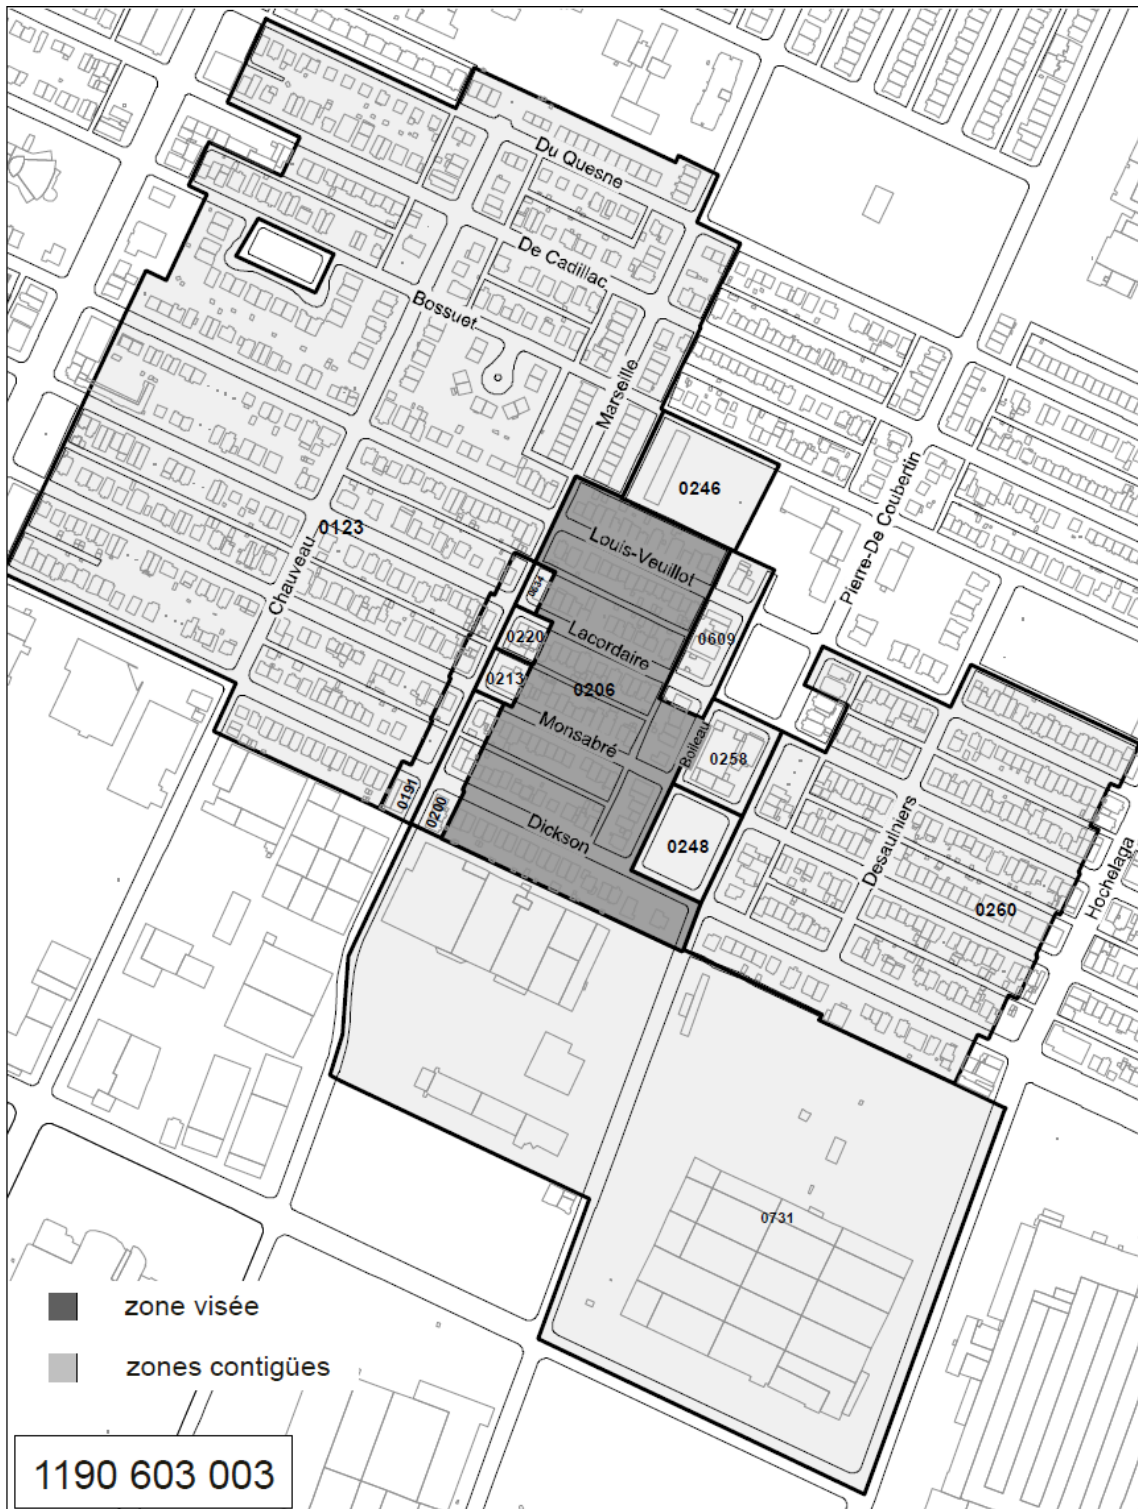 Du Quesne
De Cadillac
Bossuet
Marseille
0246
Pierre-De Coubertin
0123
Louis-Veuillot
Chauveau
0634
0220
Lacordaire
0609
0213
0206
Monsabré
Boileau
0258
0191
0200
Dickson
0248
Desaulniers
0260
Hochelaga
0731
zone visée
zones contigües
1190 603 003